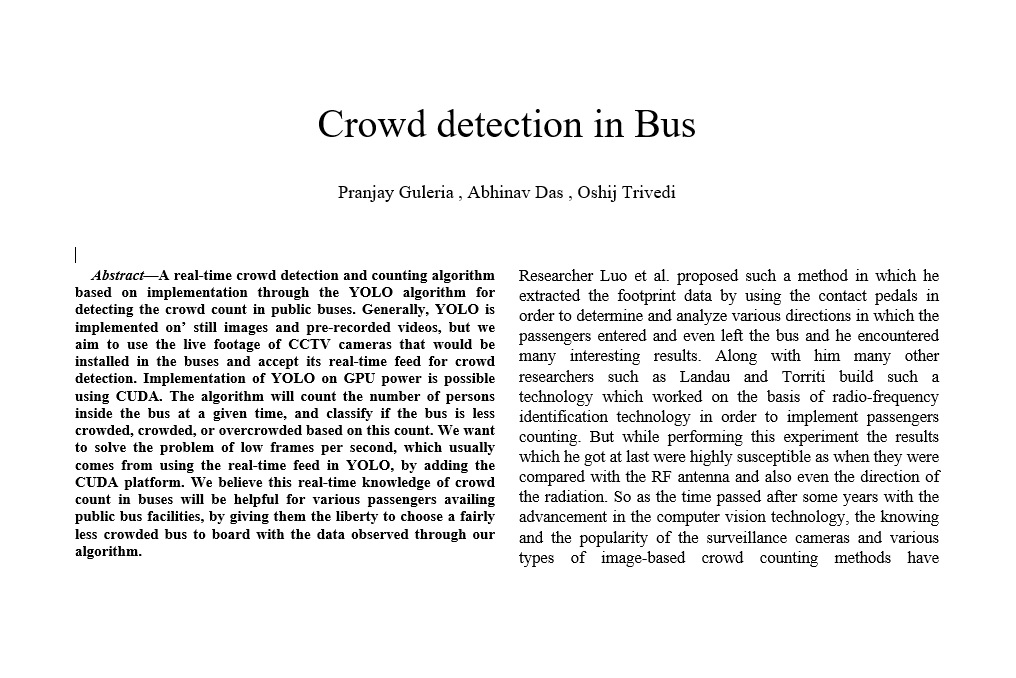 Crowd detection in Bus
Pranjay Guleria , Abhinav Das , Oshij Trivedi
Abstract—A real-time crowd detection and counting algorithm
based on implementation through the YOLO algorithm for
detecting the crowd count in public buses. Generally, YOLO is
implemented on’ still images and pre-recorded videos, but we
aim to use the live footage of CCTV cameras that would be
installed in the buses and accept its real-time feed for crowd
detection. Implementation of YOLO on GPU power is possible
using CUDA. The algorithm will count the number of persons
inside the bus at a given time, and classify if the bus is less
crowded, crowded, or overcrowded based on this count. We want
to solve the problem of low frames per second, which usually
comes from using the real-time feed in YOLO, by adding the
CUDA platform. We believe this real-time knowledge of crowd
count in buses will be helpful for various passengers availing
public bus facilities, by giving them the liberty to choose a fairly
less crowded bus to board with the data observed through our
algorithm.
Researcher Luo et al. proposed such a method in which he
extracted the footprint data by using the contact pedals in
order to determine and analyze various directions in which the
passengers entered and even left the bus and he encountered
many interesting results. Along with him many other
researchers such as Landau and Torriti build such a
technology which worked on the basis of radio-frequency
identification technology in order to implement passengers
counting. But while performing this experiment the results
which he got at last were highly susceptible as when they were
compared with the RF antenna and also even the direction of
the radiation. So as the time passed after some years with the
advancement in the computer vision technology, the knowing
and the popularity of the surveillance cameras and various
types of image-based crowd counting methods have